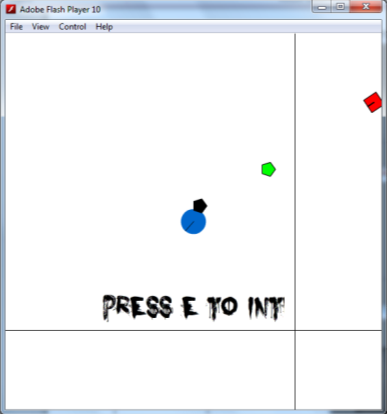 Adobe Flash Player 10
File View Control Help
PRESS E TO INT